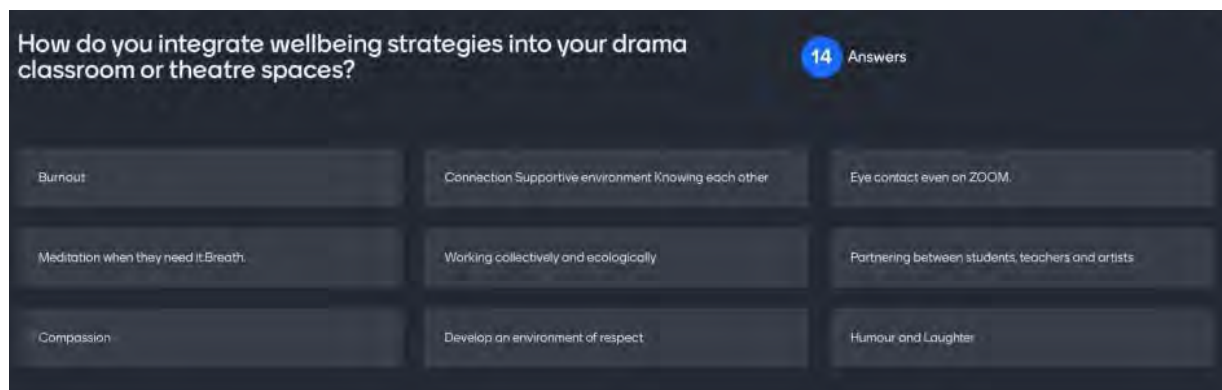 How do you integrate wellbeing strategies into your drama
classroom or theatre spaces?
14 Answers
Burnout
Connection Supportive environment Knowing each other
Eye contact even on ZOOM.
Meditation when they need it.Breath.
Working collectively and ecologically
Partnering between students, teachers and artists
Compassion
Develop an environment of respect
Humour and Laughter